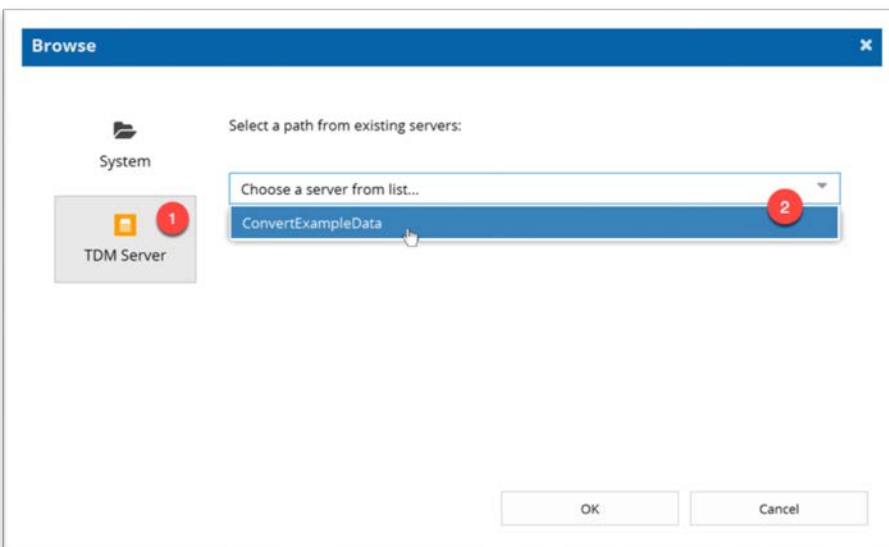 Browse
Select a path from existing servers:
System
Choose a server from list...
2
ConvertExampleData
1
TDM Server
OK Cancel